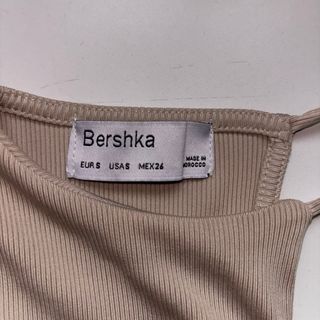 Bershka
EUR S USA S MEX 26
MADE IN
MOROCCO